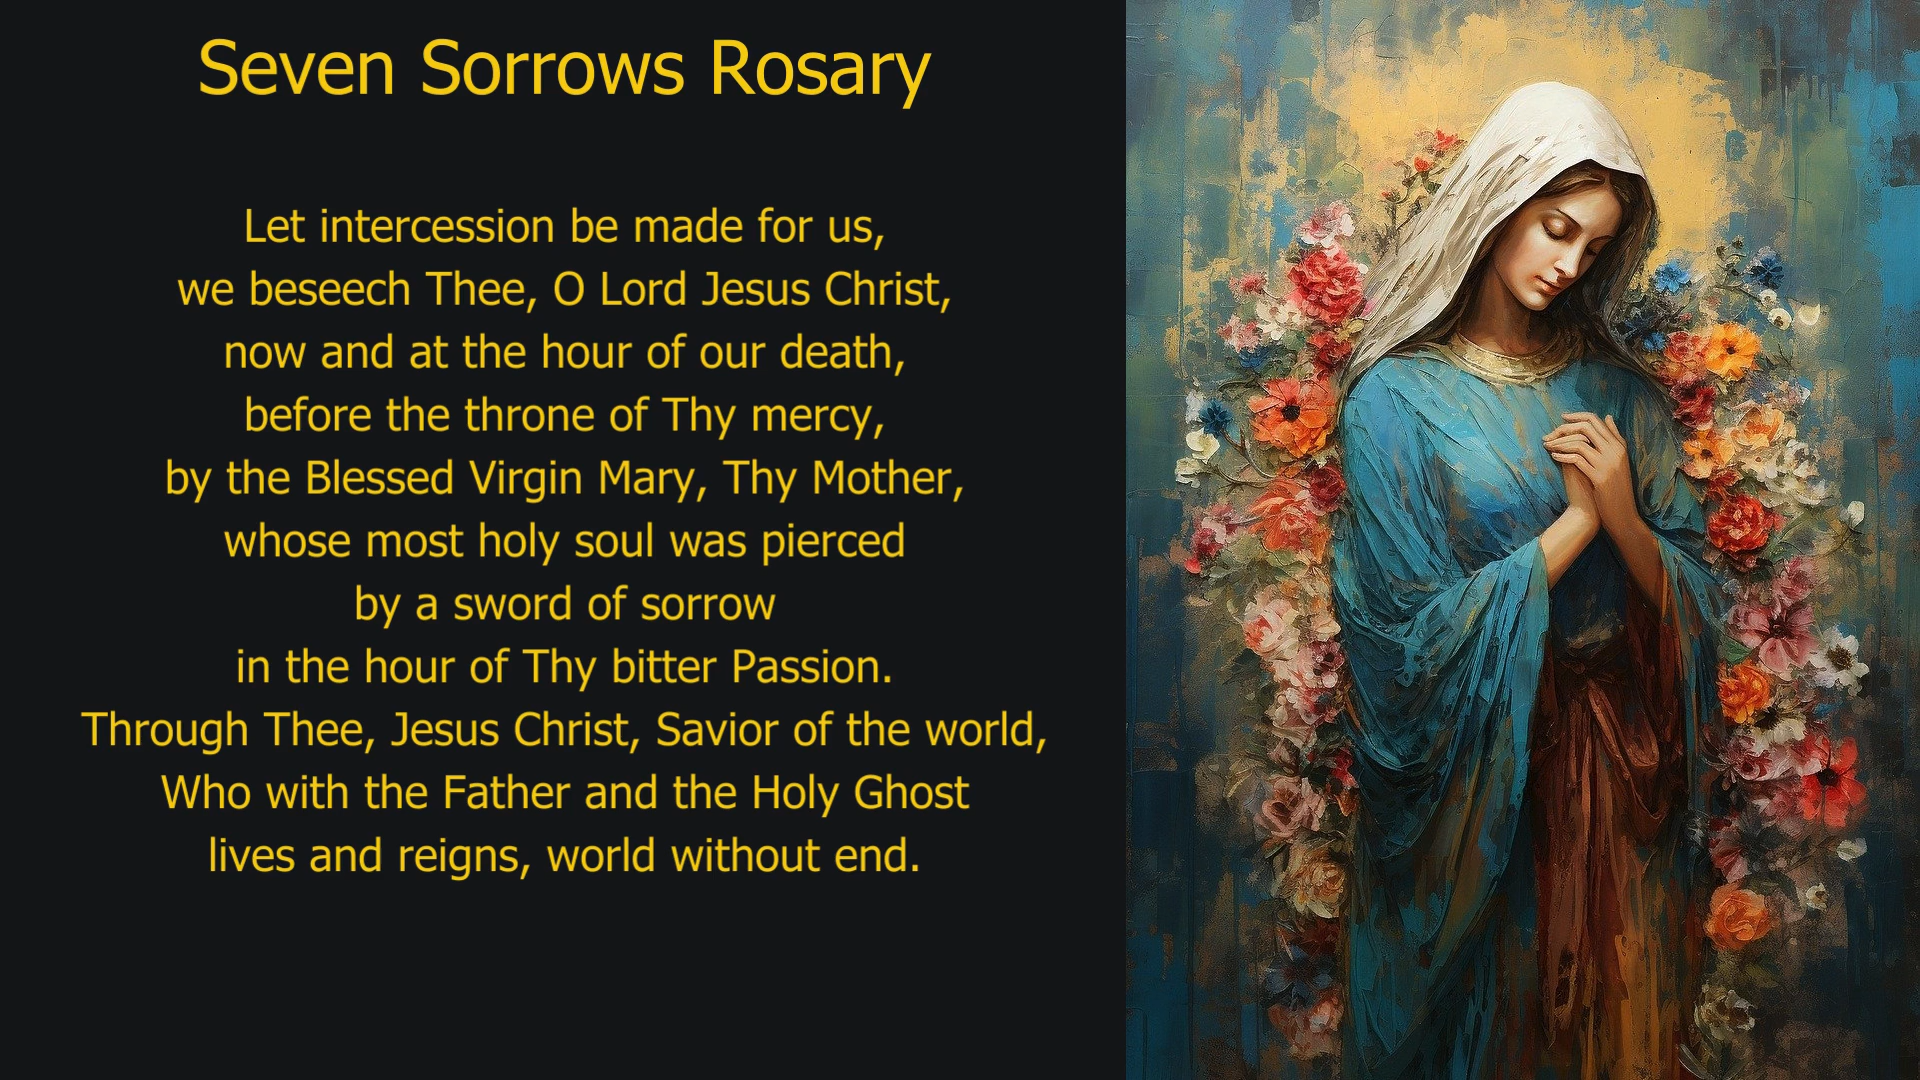 Seven Sorrows Rosary
Let intercession be made for us,
we beseech Thee, O Lord Jesus Christ,
now and at the hour of our death,
before the throne of Thy mercy,
by the Blessed Virgin Mary, Thy Mother,
whose most holy soul was pierced
by a sword of sorrow
in the hour of Thy bitter Passion.
Through Thee, Jesus Christ, Savior of the world,
Who with the Father and the Holy Ghost
lives and reigns, world without end.